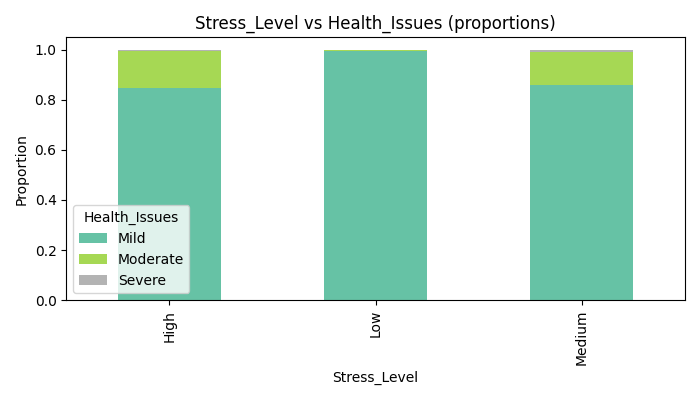 Stress_Level vs Health_Issues (proportions)
Proportion
1.0
0.8
0.6
0.4
0.2
0.0
Health_Issues
Mild
Moderate
Severe
High
Low
Medium
Stress_Level